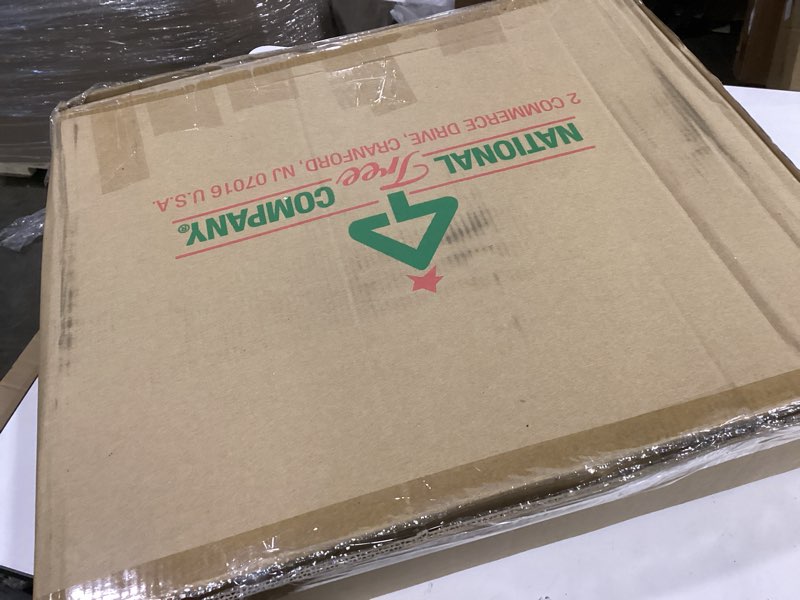 NATIONAL
Tree
COMPANY®
2 COMMERCE DRIVE, CRANFORD, NJ 07016 U.S.A.